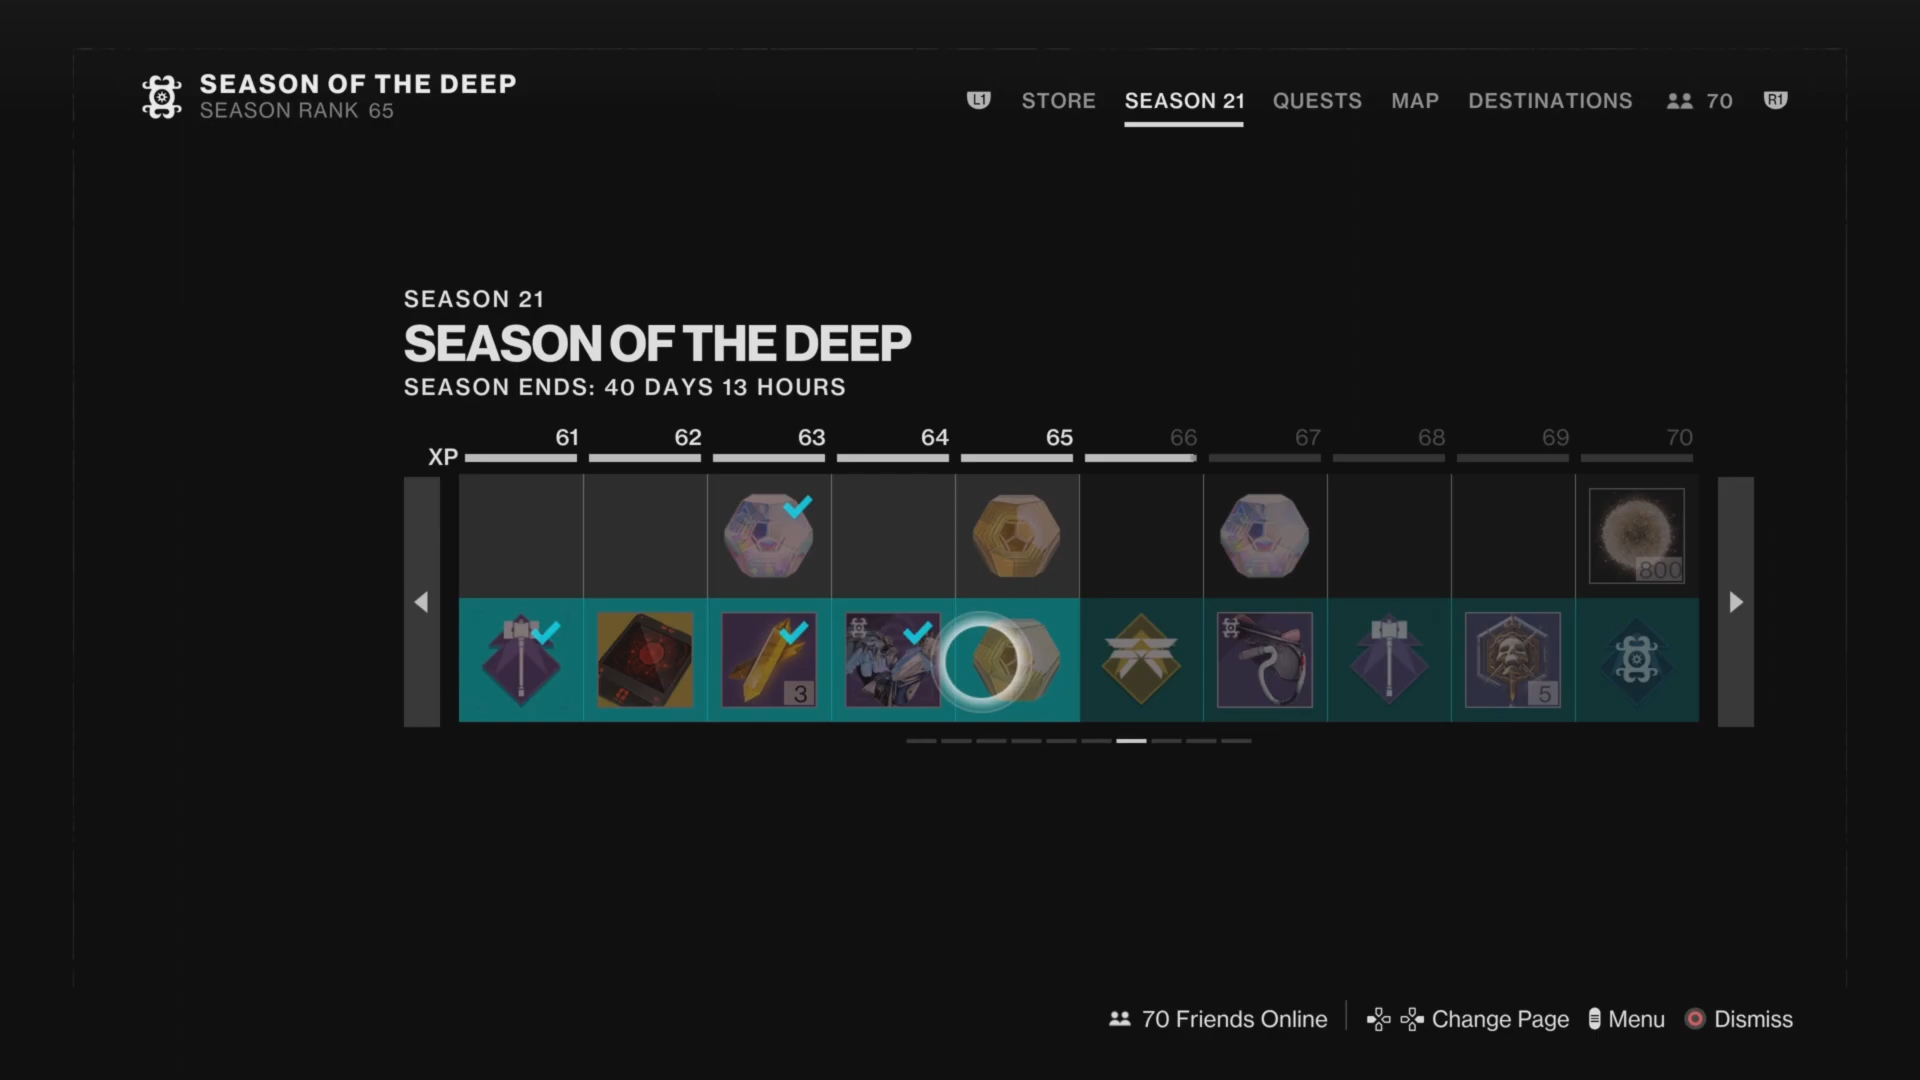 SEASON OF THE DEEP
SEASON RANK 65
L1 STORE SEASON 21 QUESTS MAP DESTINATIONS 70 R1
SEASON 21
SEASON OF THE DEEP
SEASON ENDS: 40 DAYS 13 HOURS
XP 61 62 63 64 65 66 67 68 69 70
800
3 5
70 Friends Online Change Page Menu Dismiss